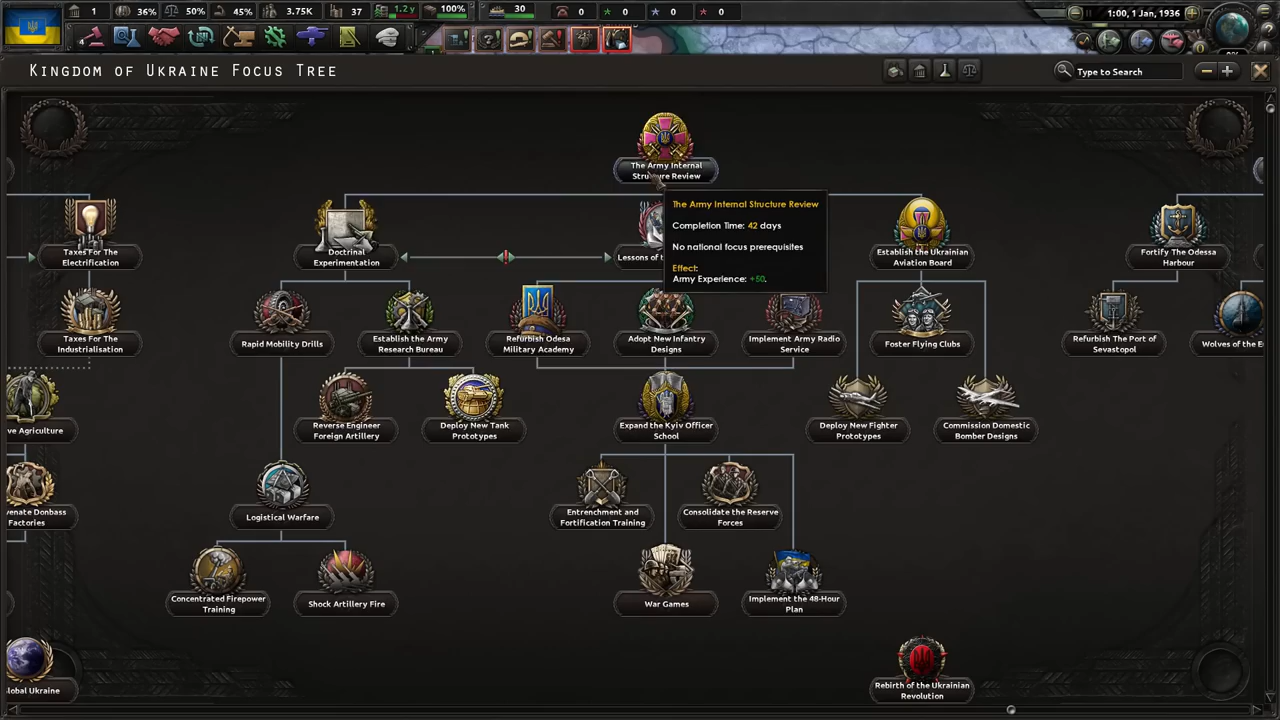 1 36% 50% 45% 3.75K 37 1.2 y 100% 30 0 0 0 0 1:00, 1 Jan, 1936
4
Kingdom of Ukraine Focus Tree
Type to Search
The Army Internal
Structure Review
The Army Internal Structure Review
Completion Time: 42 days
No national focus prerequisites
Effect:
Army Experience: +50.
Taxes For The
Electrification
Doctrinal
Experimentation
Lessons of t
Establish the Ukrainian
Aviation Board
Fortify The Odessa
Harbour
Taxes For The
Industrialisation
Rapid Mobility Drills
Establish the Army
Research Bureau
Refurbish Odesa
Military Academy
Adopt New Infantry
Designs
Implement Army Radio
Service
Foster Flying Clubs
Refurbish The Port of
Sevastopol
Wolves of the E
ve Agriculture
Reverse Engineer
Foreign Artillery
Deploy New Tank
Prototypes
Expand the Kyiv Officer
School
Deploy New Fighter
Prototypes
Commission Domestic
Bomber Designs
venate Donbass
Factories
Logistical Warfare
Entrenchment and
Fortification Training
Consolidate the Reserve
Forces
Concentrated Firepower
Training
Shock Artillery Fire
War Games
Implement the 48-Hour
Plan
lobal Ukraine
Rebirth of the Ukrainian
Revolution